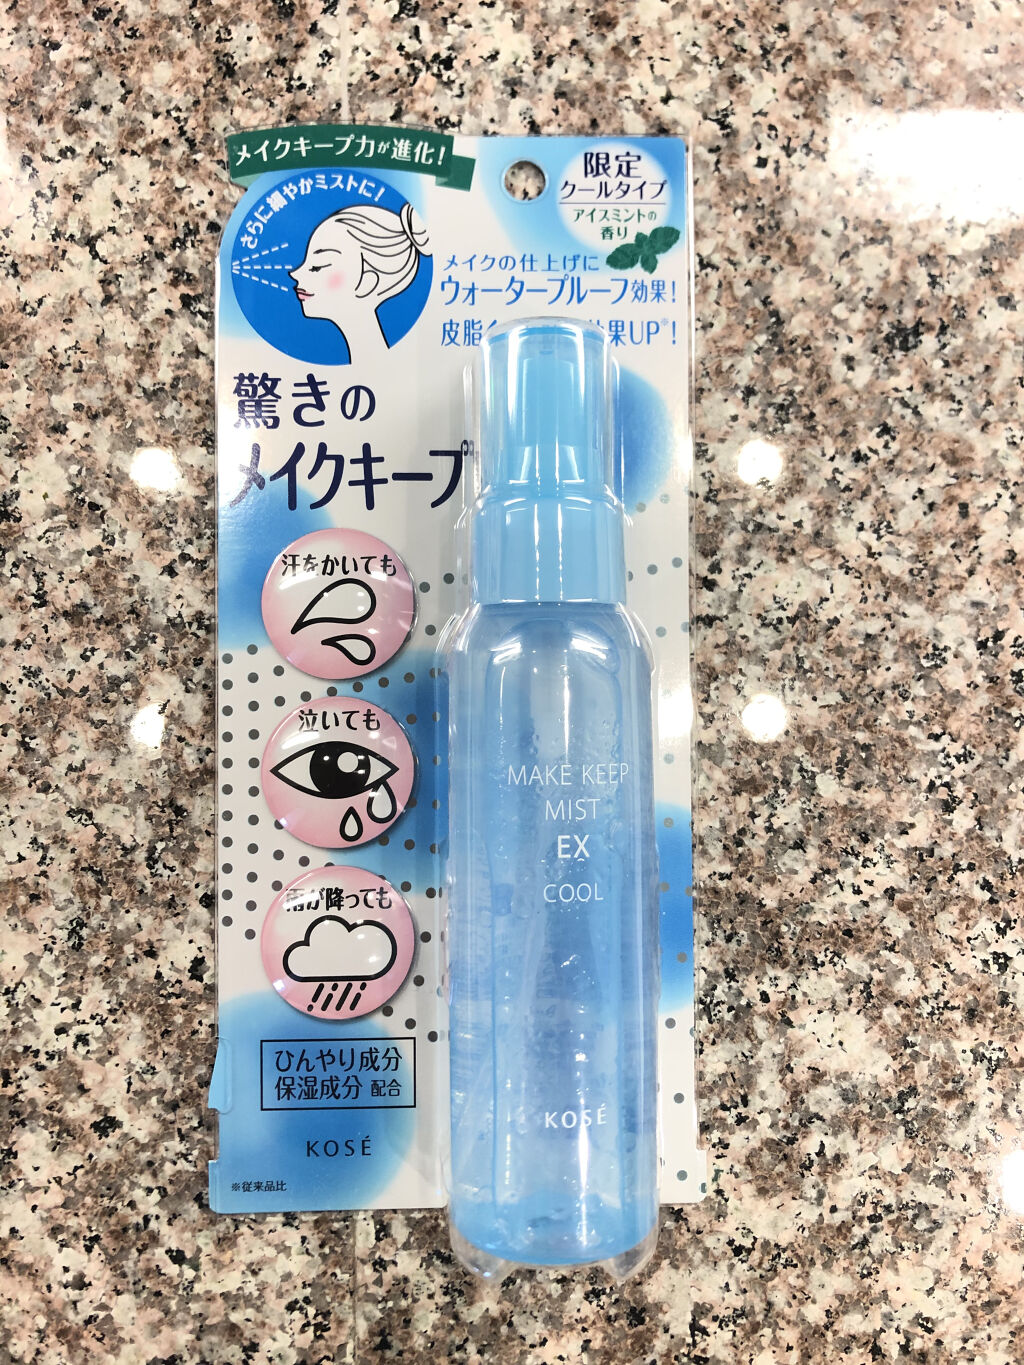 メイクキープ力が進化！
さらに細やかミストに！
限定
クールタイプ
アイスミントの
香り
メイクの仕上げに
ウォータープルーフ効果！
皮脂 効果UP※！
驚きの
メイクキープ
汗をかいても
泣いても
雨が降っても
MAKE KEEP
MIST
EX
COOL
KOSÉ
ひんやり成分
保湿成分 配合
KOSÉ
※従来品比